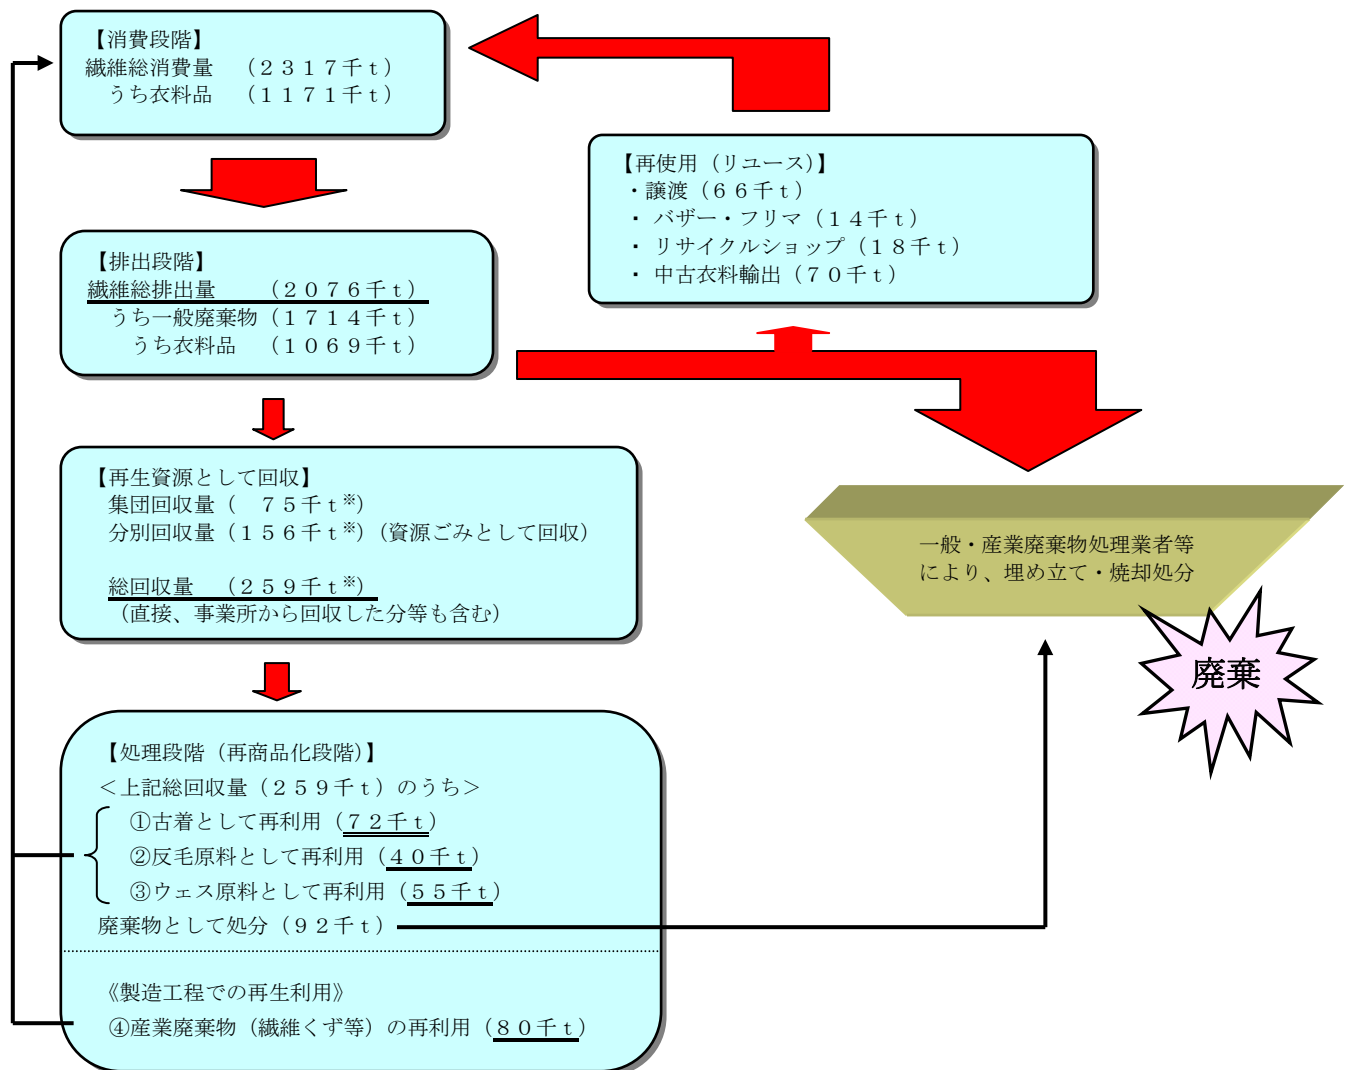 【消費段階】
繊維総消費量　（２３１７千ｔ）
うち衣料品　（１１７１千ｔ）
【再使用（リユース）】
・譲渡（６６千ｔ）
・ バザー・フリマ（１４千ｔ）
・ リサイクルショップ（１８千ｔ）
・ 中古衣料輸出（７０千ｔ）
【排出段階】
繊維総排出量　　（２０７６千ｔ）
うち一般廃棄物（１７１４千ｔ）
うち衣料品　（１０６９千ｔ）
【再生資源として回収】
集団回収量（　７５千ｔ※）
分別回収量（１５６千ｔ※）（資源ごみとして回収）
総回収量　（２５９千ｔ※）
（直接、事業所から回収した分等も含む）
一般・産業廃棄物処理業者等
により、埋め立て・焼却処分
廃棄
【処理段階（再商品化段階）】
＜上記総回収量（２５９千ｔ）のうち＞
①古着として再利用（７２千ｔ）
②反毛原料として再利用（４０千ｔ）
③ウェス原料として再利用（５５千ｔ）
廃棄物として処分（９２千ｔ）
《製造工程での再生利用》
④産業廃棄物（繊維くず等）の再利用（８０千ｔ）